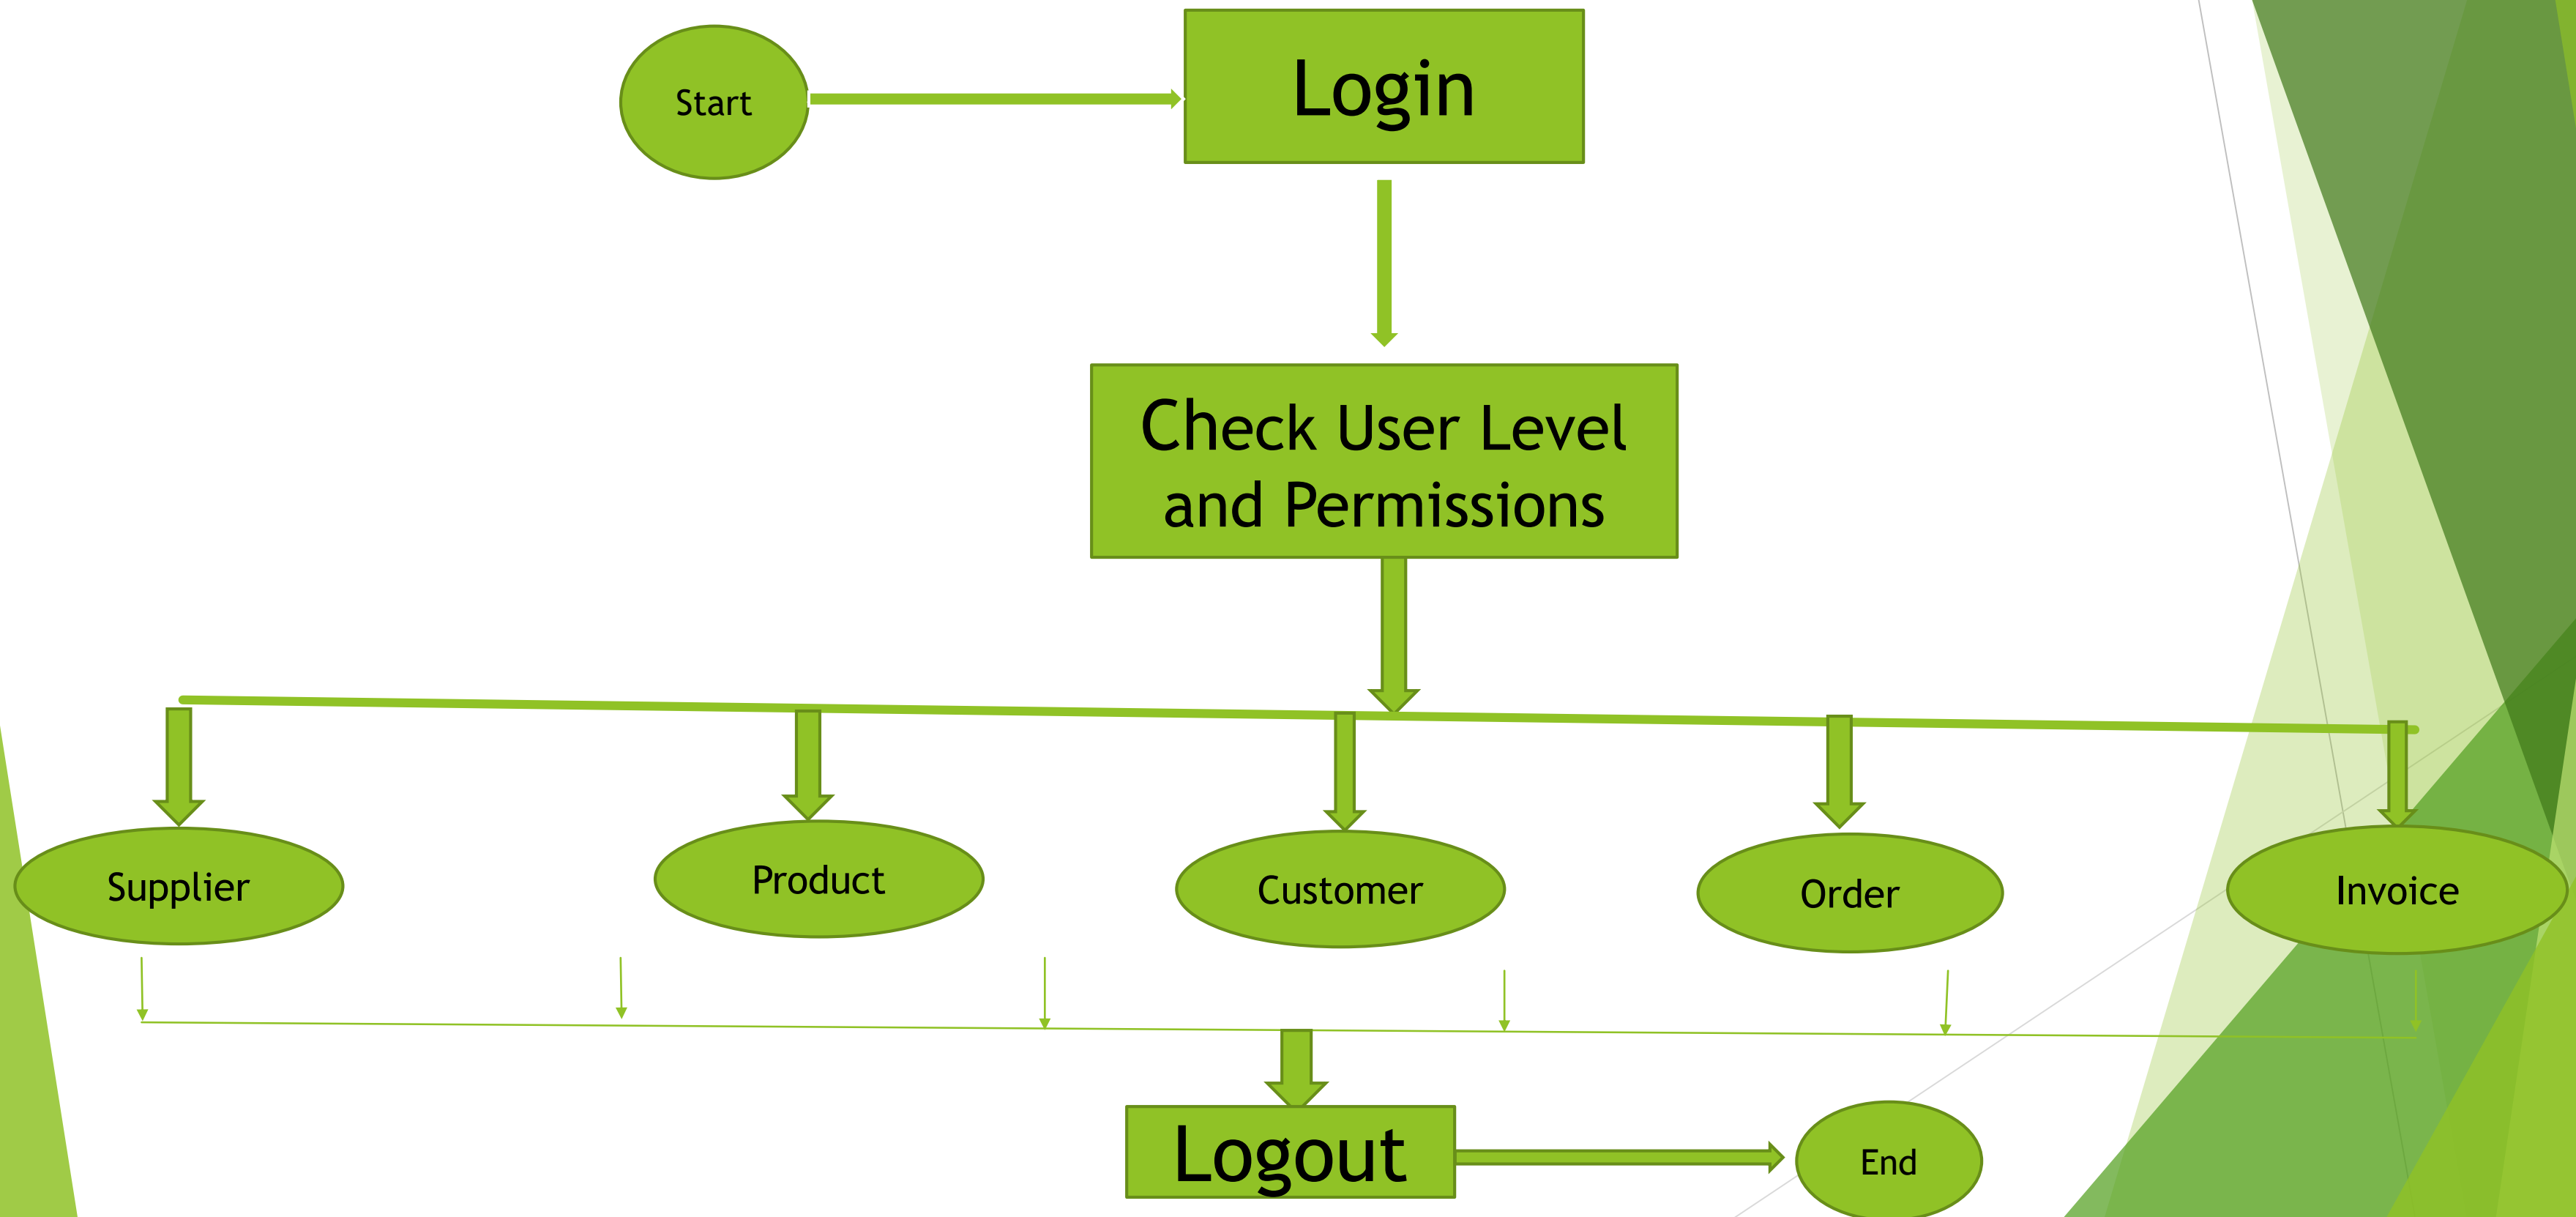 Start
Login
Check User Level
and Permissions
Supplier
Product
Customer
Order
Invoice
Logout
End